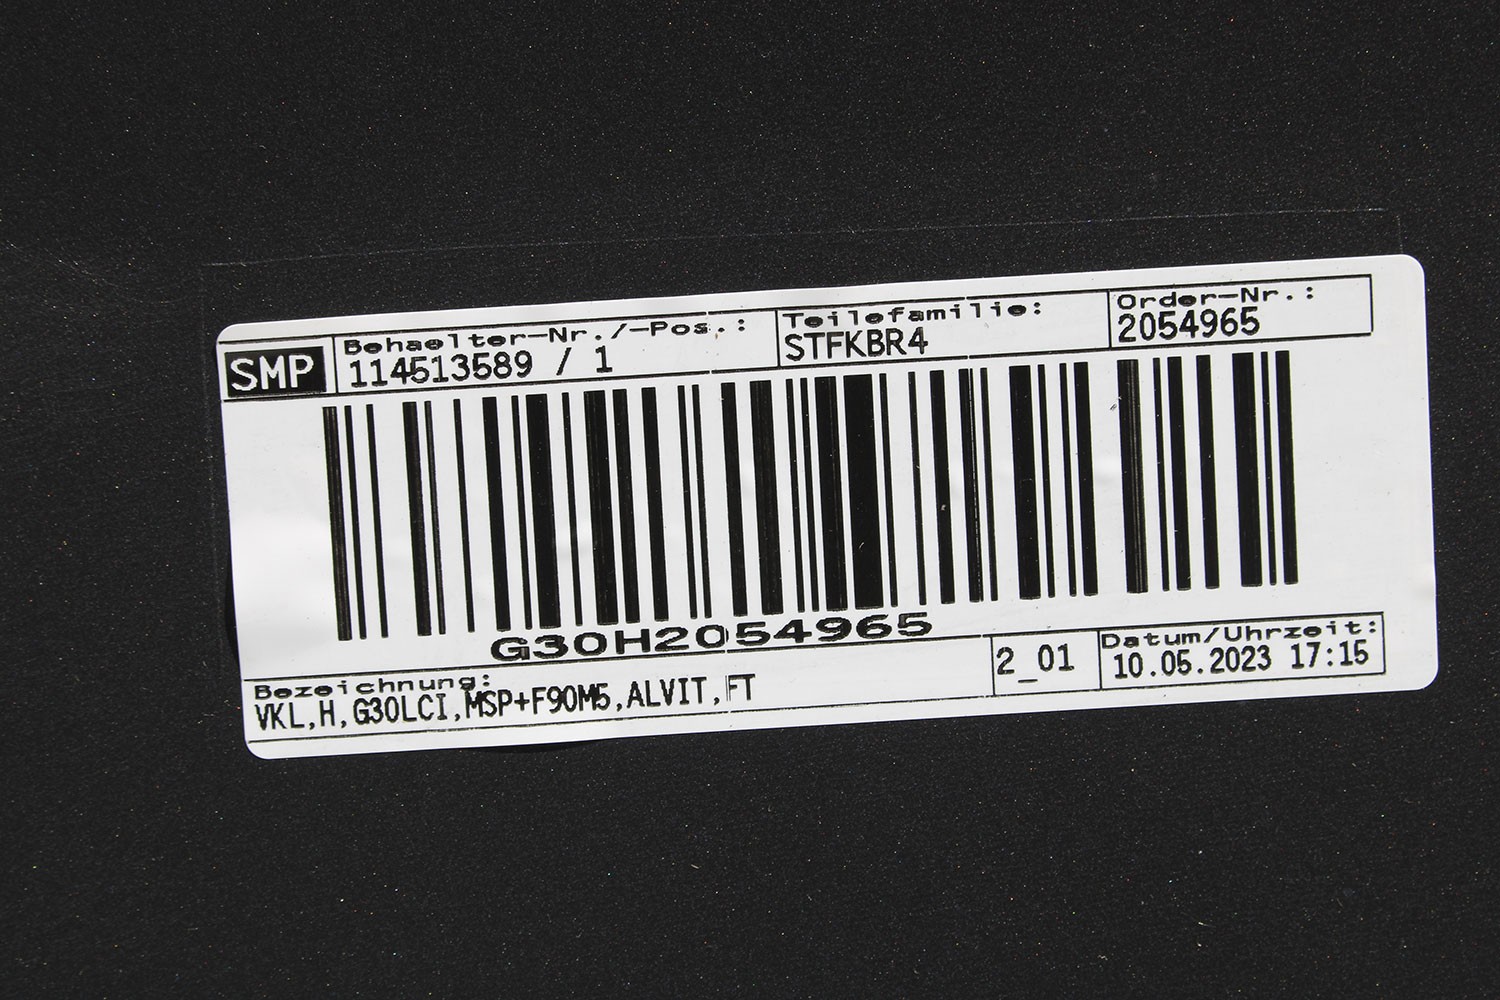 SMP
Behaelter-Nr./-Pos.:
114513589 / 1
Teilefamilie:
STFKBR4
Order-Nr.:
2054965
G30H2054965
Bezeichnung:
VKL,H,G30LCI,MSP+F90M5,ALVIT,FT
2_01
Datum/Uhrzeit:
10.05.2023 17:15